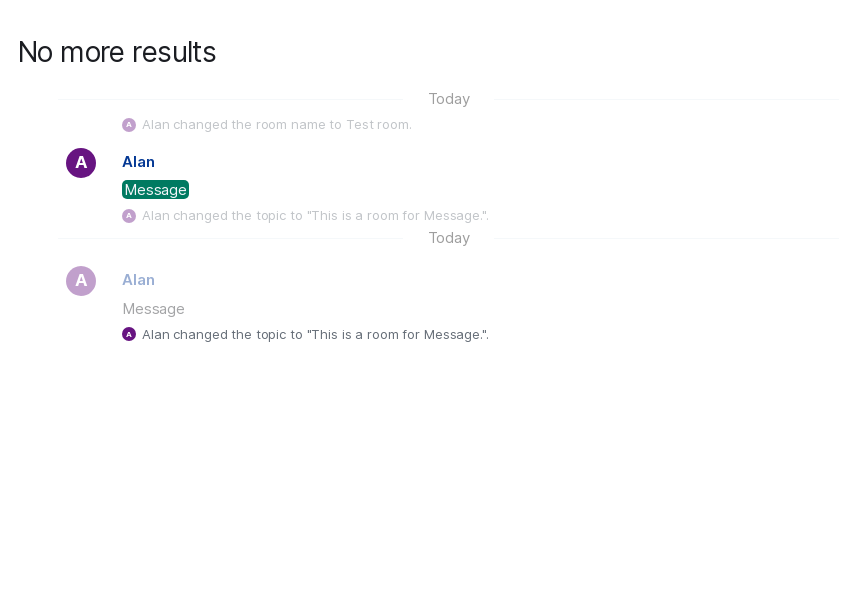 No more results
Today
A Alan changed the room name to Test room.
A Alan
Message
A Alan changed the topic to "This is a room for Message.".
Today
A Alan
Message
A Alan changed the topic to "This is a room for Message.".